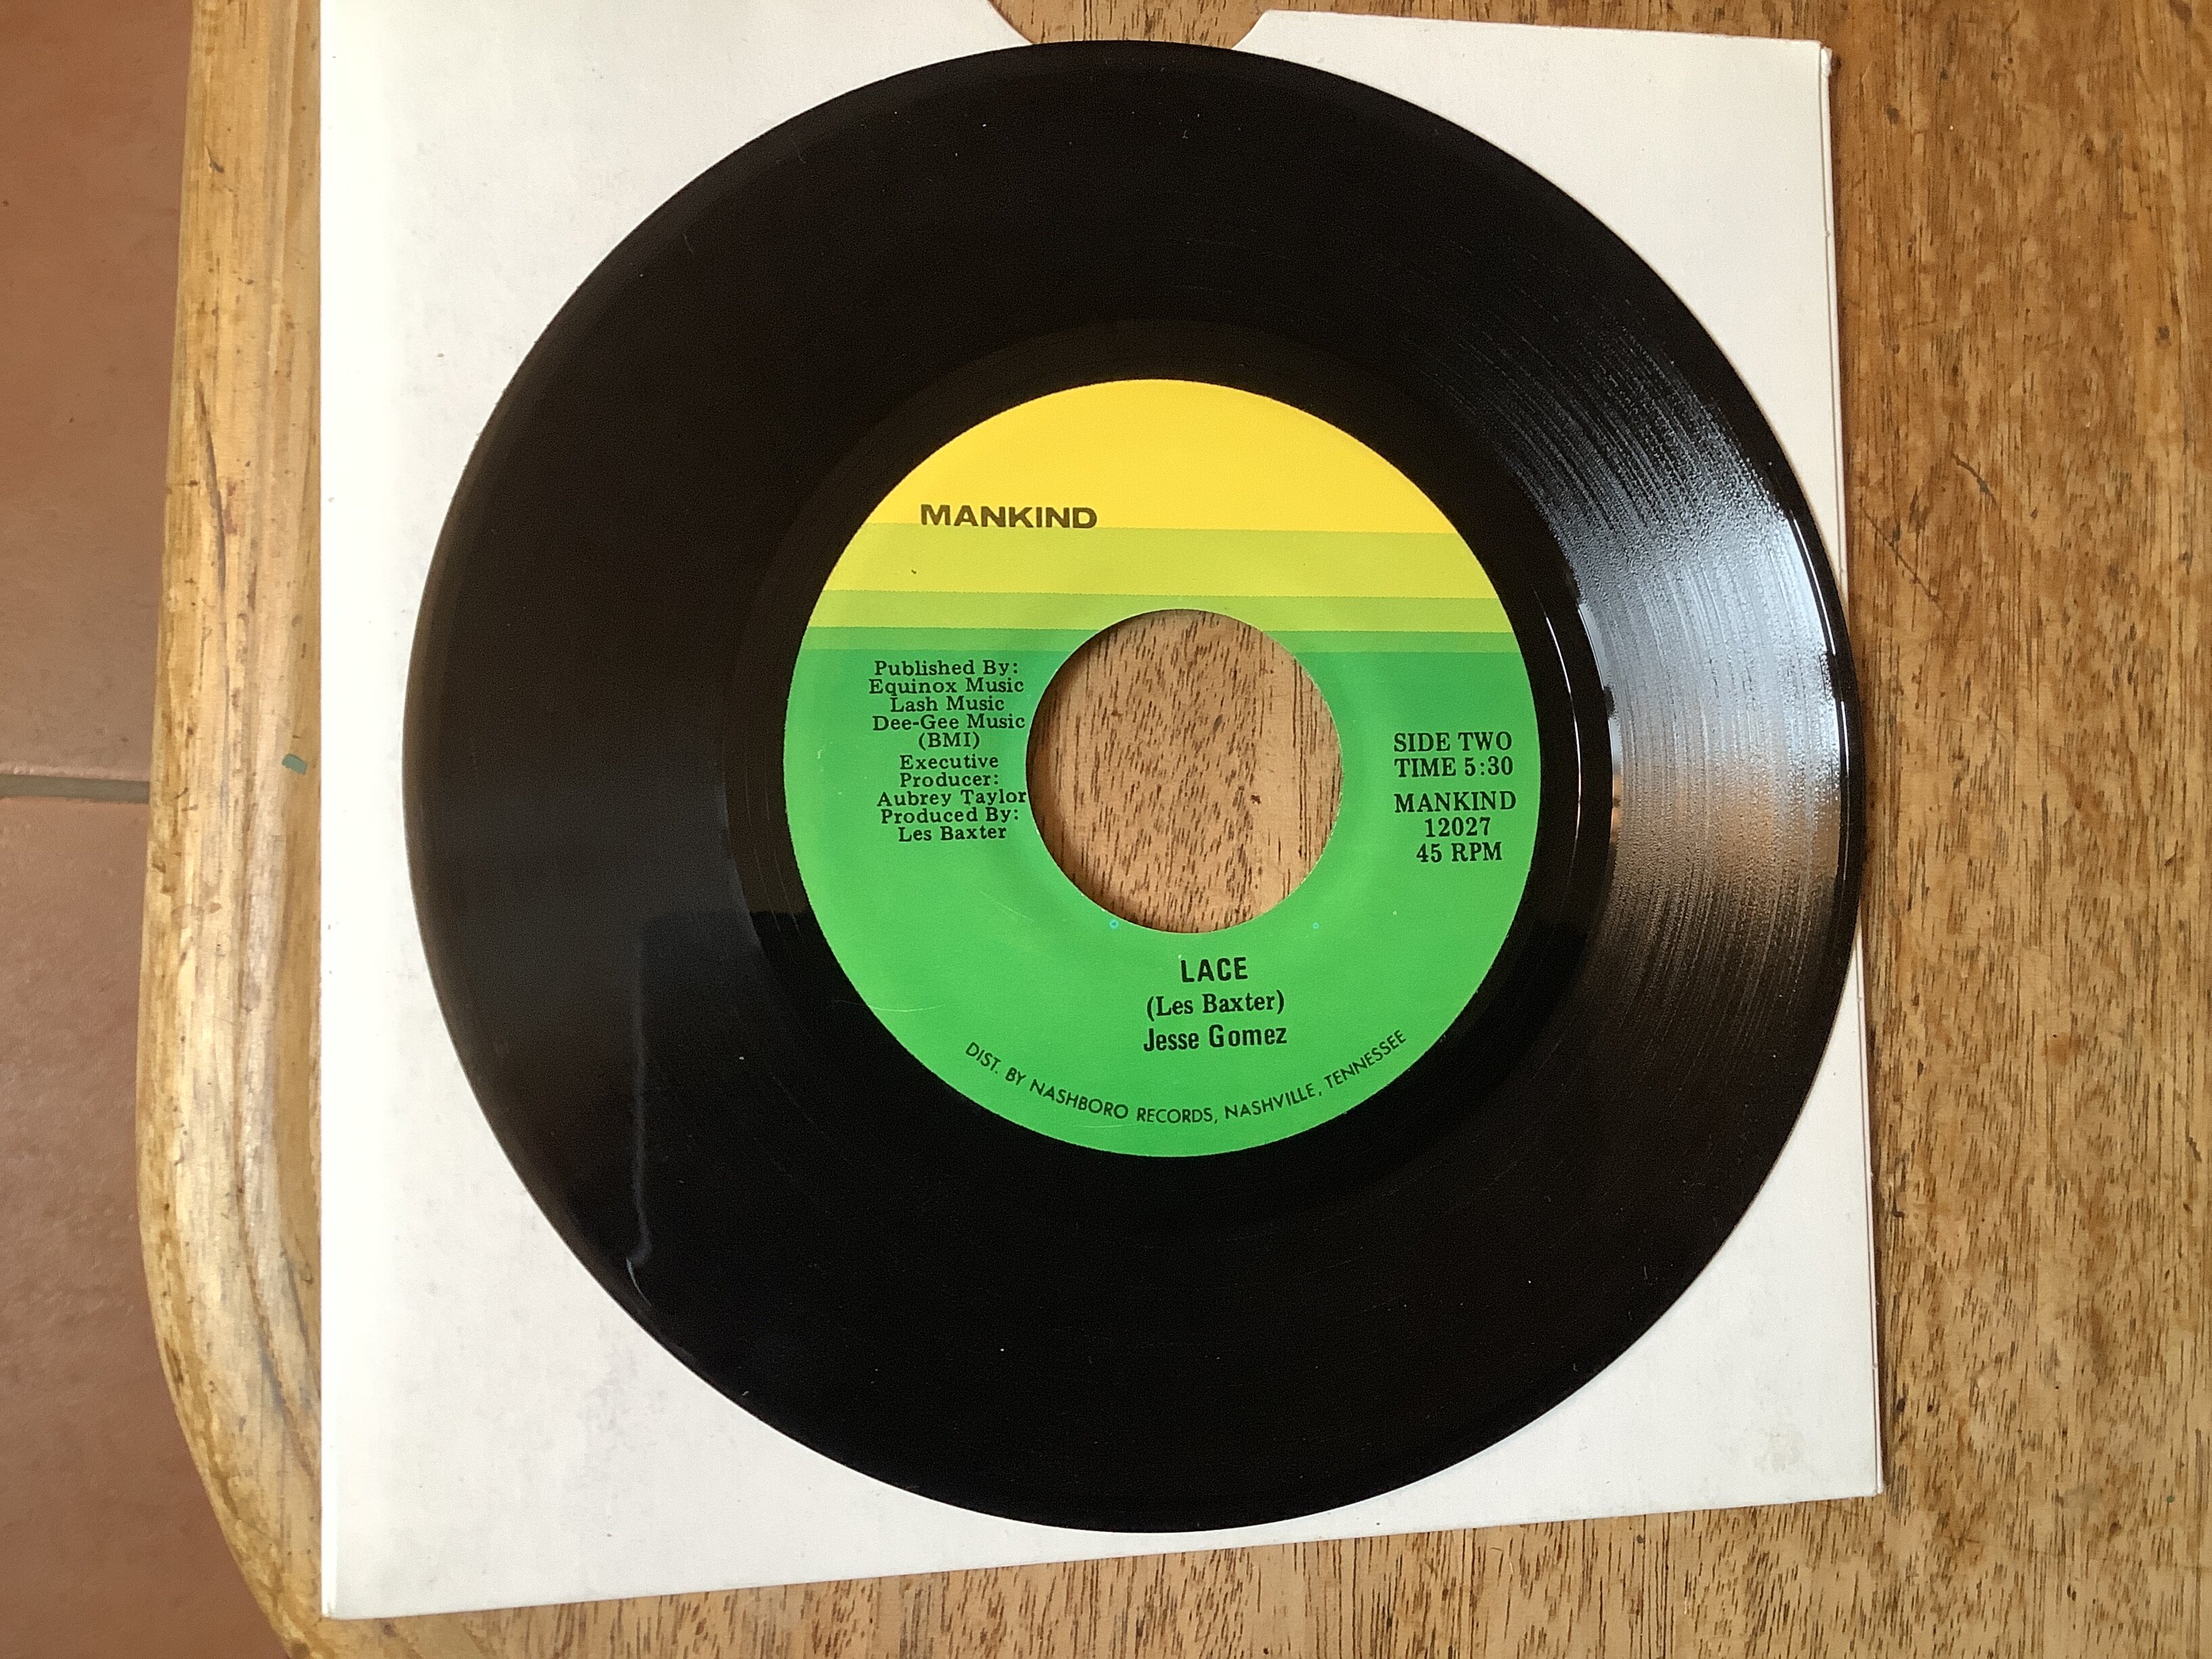 MANKIND
Published By:
Equinox Music
Lash Music
Dee-Gee Music
(BMI)
Executive
Producer:
Aubrey Taylor
Produced By:
Les Baxter
SIDE TWO
TIME 5:30
MANKIND
12027
45 RPM
LACE
(Les Baxter)
Jesse Gomez
DIST. BY NASHBORO RECORDS, NASHVILLE, TENNESSEE